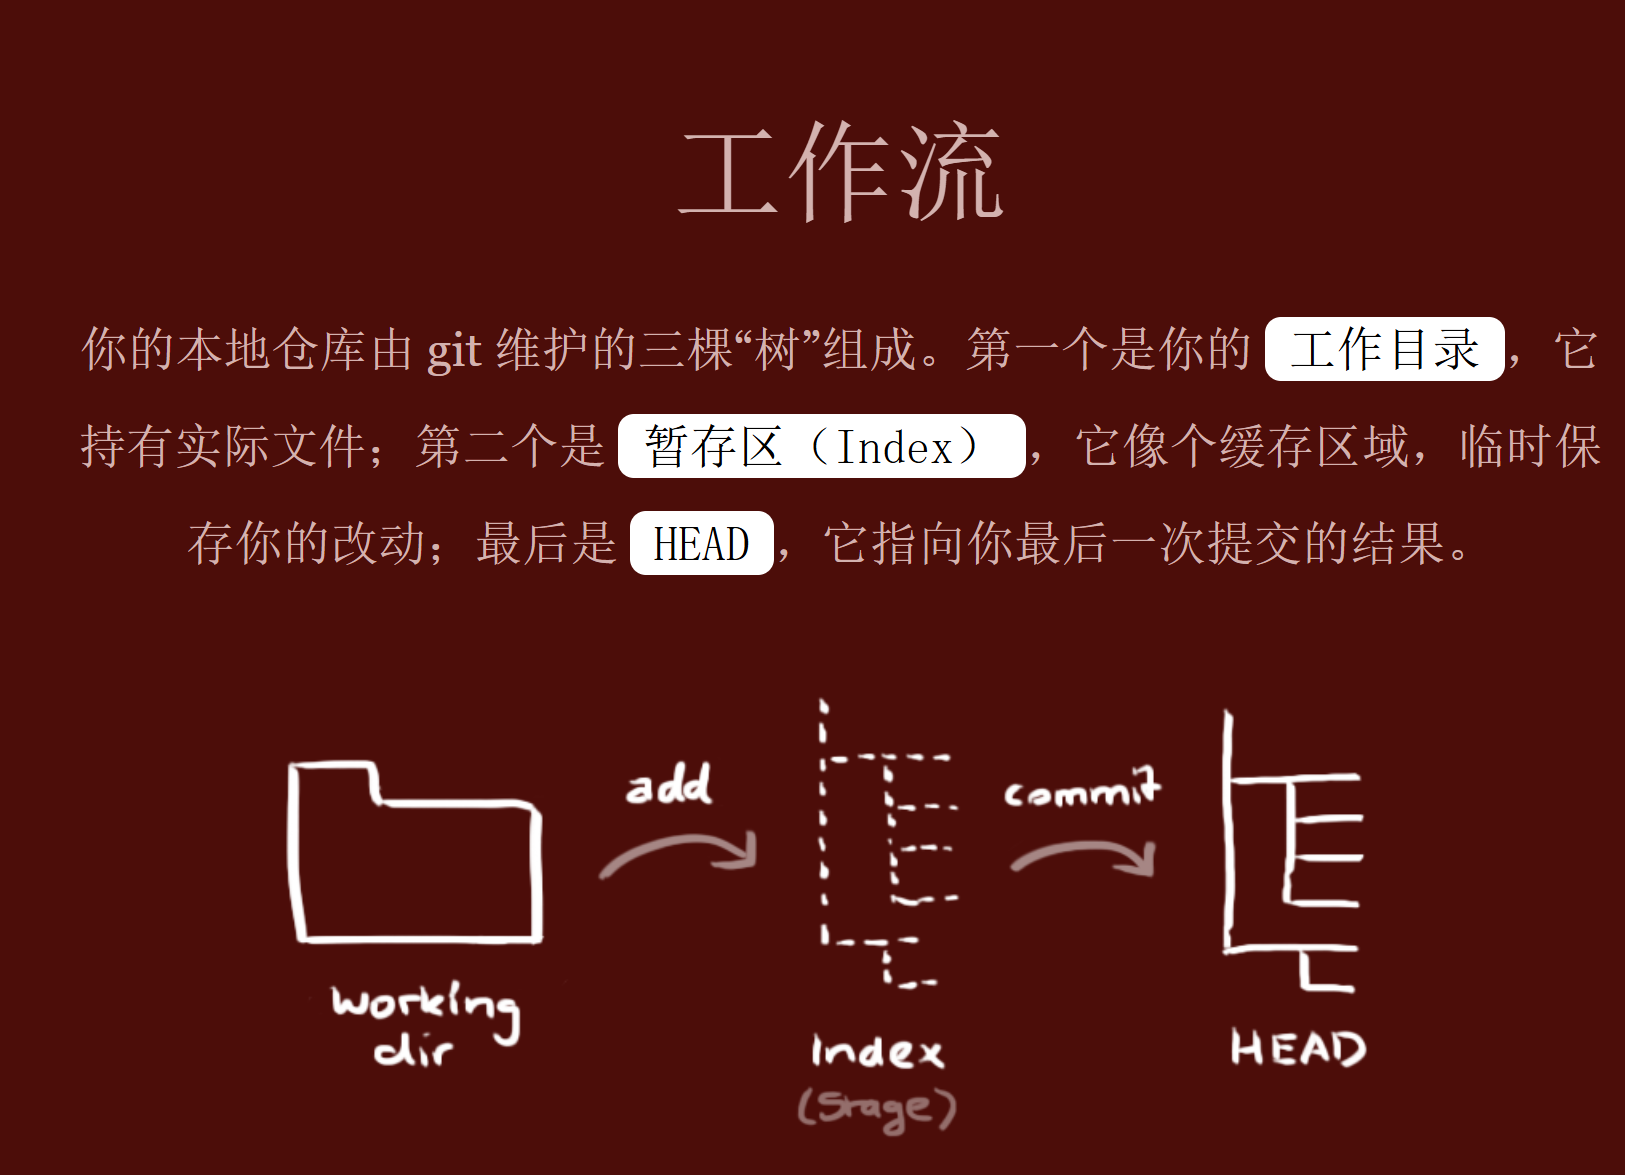 工作流
你的本地仓库由 git 维护的三棵“树”组成。第一个是你的 工作目录，它
持有实际文件；第二个是 暂存区（Index），它像个缓存区域，临时保
存你的改动；最后是 HEAD，它指向你最后一次提交的结果。
add
commit
working
dir
Index
(Stage)
HEAD